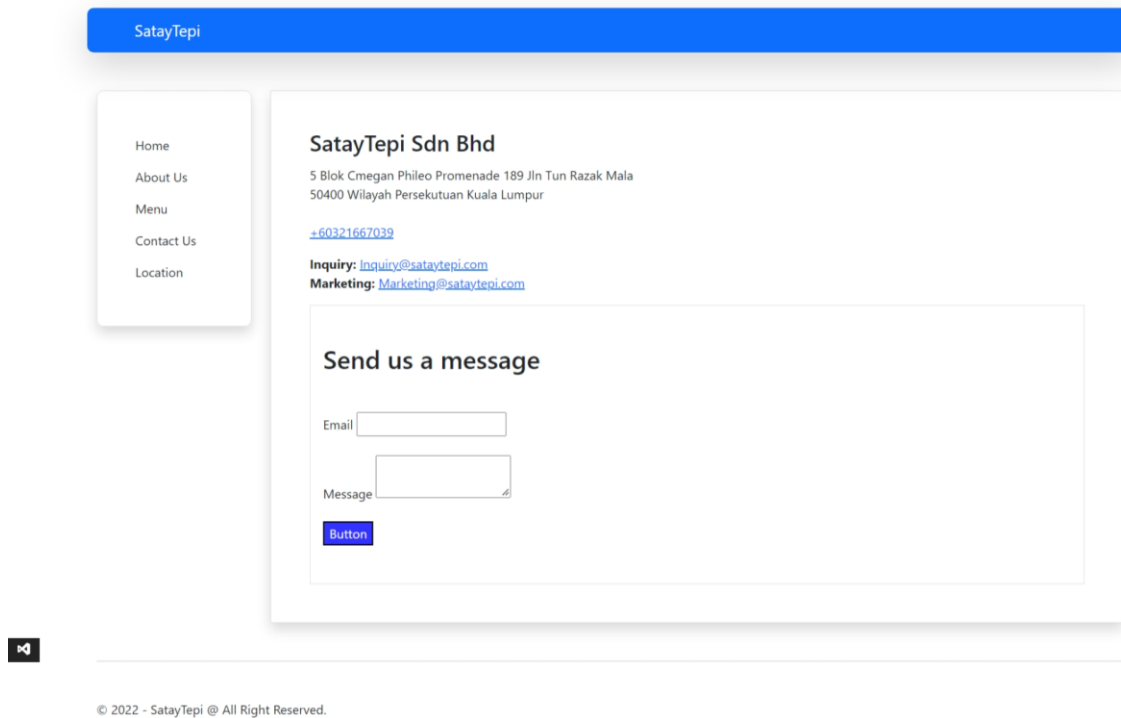 SatayTepi
Home
About Us
Menu
Contact Us
Location
SatayTepi Sdn Bhd
5 Blok Cmegan Phileo Promenade 189 Jln Tun Razak Mala
50400 Wilayah Persekutuan Kuala Lumpur
+60321667039
Inquiry: Inquiry@sataytepi.com
Marketing: Marketing@sataytepi.com
Send us a message
Email
Message
Button
© 2022 - SatayTepi @ All Right Reserved.